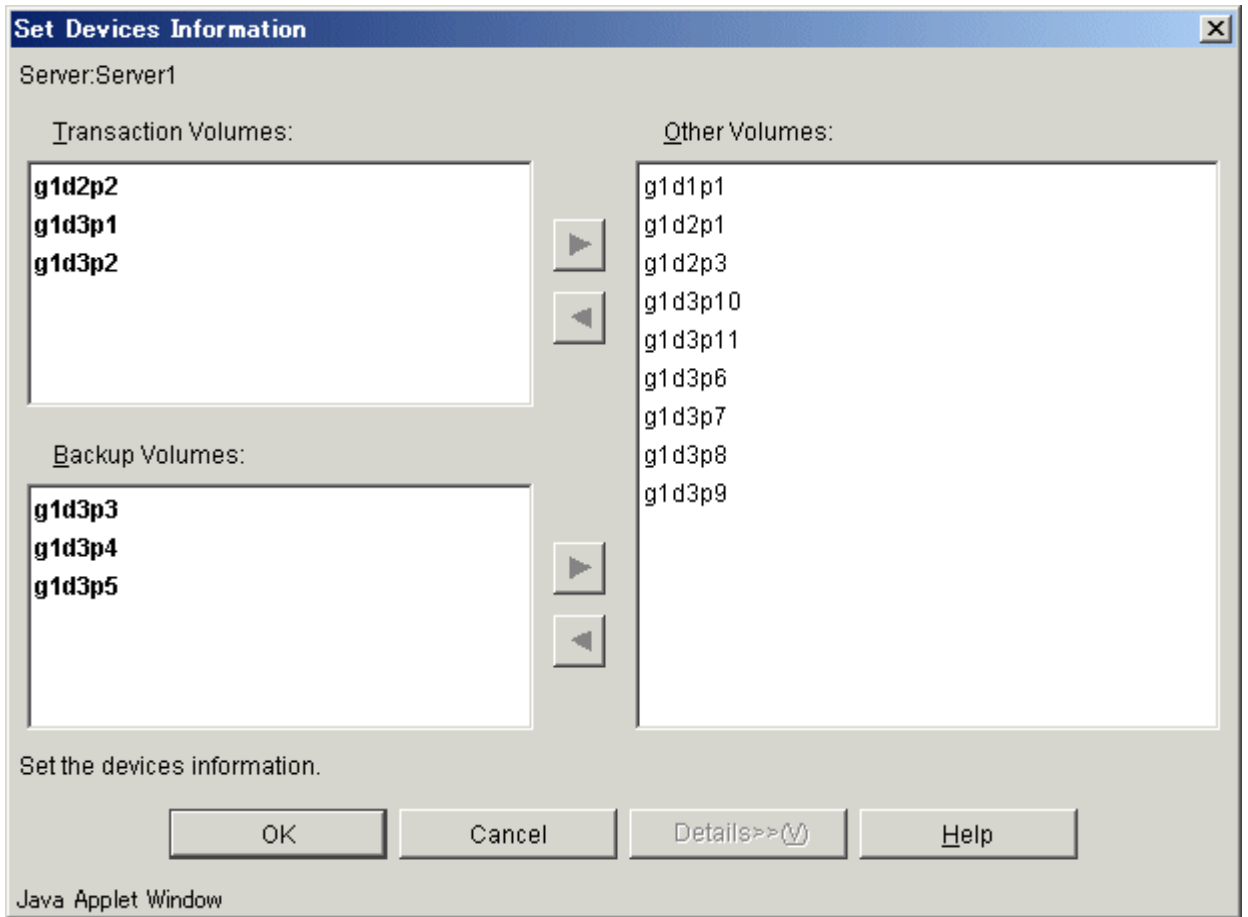 Set Devices Information
Server:Server1
Transaction Volumes:
g1d2p2
g1d3p1
g1d3p2
Backup Volumes:
g1d3p3
g1d3p4
g1d3p5
Other Volumes:
g1d1p1
g1d2p1
g1d2p3
g1d3p10
g1d3p11
g1d3p6
g1d3p7
g1d3p8
g1d3p9
Set the devices information.
OK
Cancel
Details>>(V)
Help
Java Applet Window